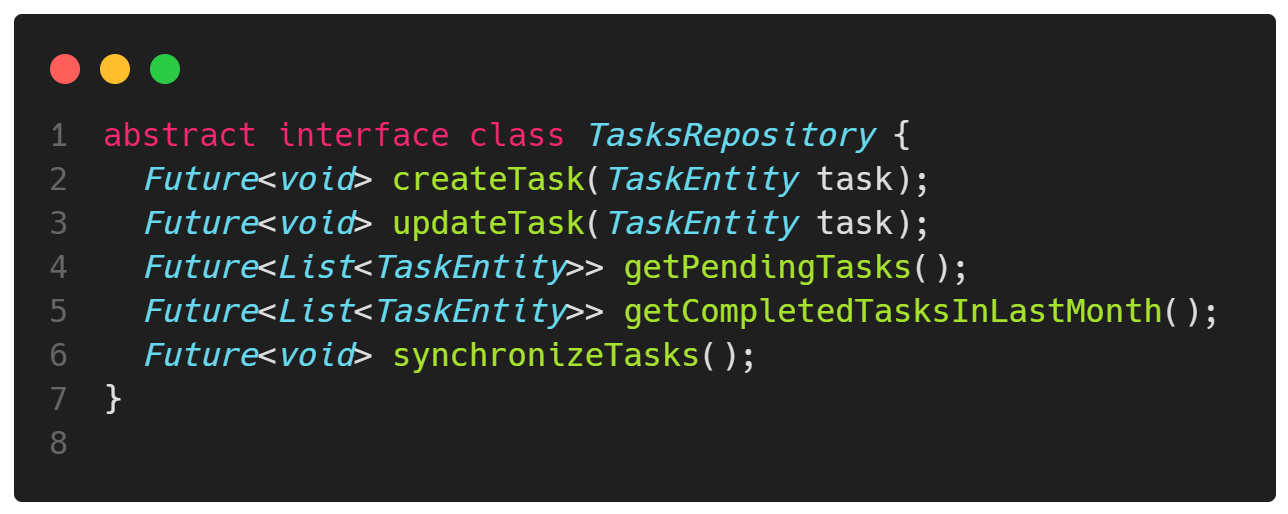 1 abstract interface class TasksRepository {
2   Future<void> createTask(TaskEntity task);
3   Future<void> updateTask(TaskEntity task);
4   Future<List<TaskEntity>> getPendingTasks();
5   Future<List<TaskEntity>> getCompletedTasksInLastMonth();
6   Future<void> synchronizeTasks();
7 }
8